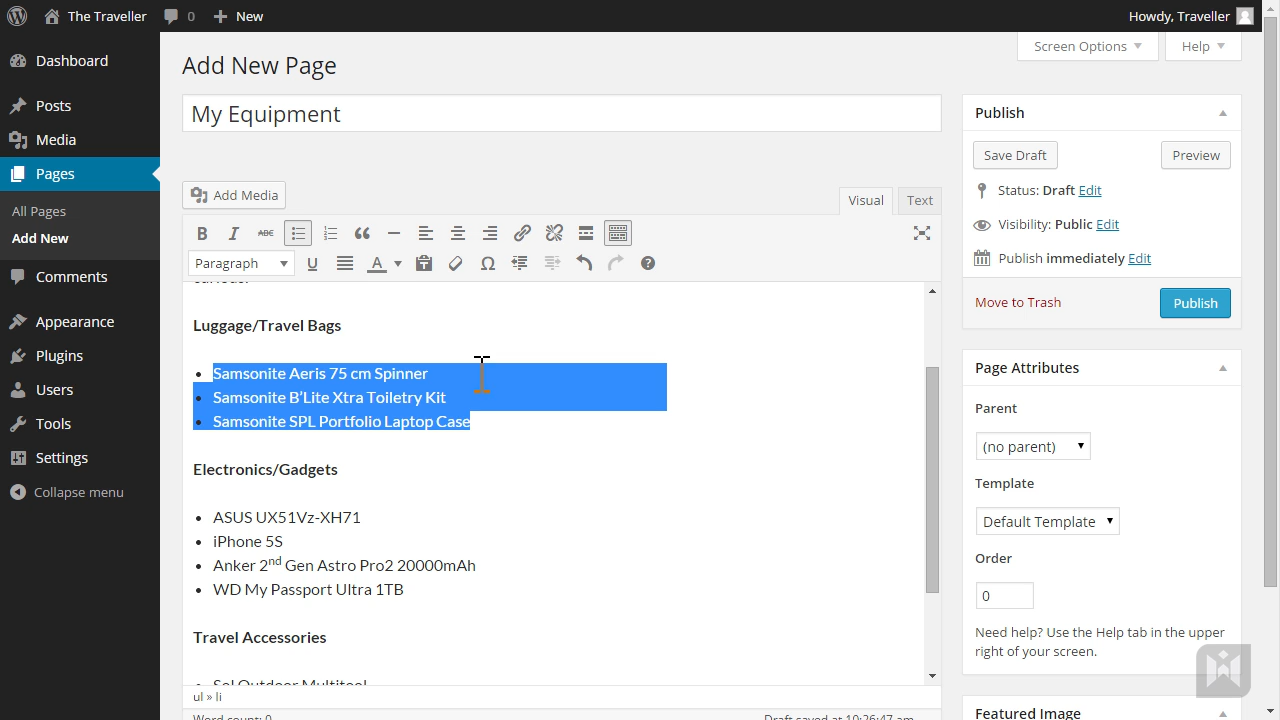 The Traveller 0 New Howdy, Traveller
Dashboard
Posts
Media
Pages
All Pages
Add New
Comments
Appearance
Plugins
Users
Tools
Settings
Collapse menu
Screen Options Help
Add New Page
My Equipment
Add Media
Visual Text
B I ABC
Paragraph U A
Luggage/Travel Bags
• Samsonite Aeris 75 cm Spinner
• Samsonite B’Lite Xtra Toiletry Kit
• Samsonite SPL Portfolio Laptop Case
Electronics/Gadgets
• ASUS UX51Vz-XH71
• iPhone 5S
• Anker 2nd Gen Astro Pro2 20000mAh
• WD My Passport Ultra 1TB
Travel Accessories
• Sol Outdoor Multitool
ul » li
Word count: 0 Draft saved at 10:26:47 am.
Publish
Save Draft Preview
Status: Draft Edit
Visibility: Public Edit
Publish immediately Edit
Move to Trash Publish
Page Attributes
Parent
(no parent)
Template
Default Template
Order
0
Need help? Use the Help tab in the upper
right of your screen.
Featured Image